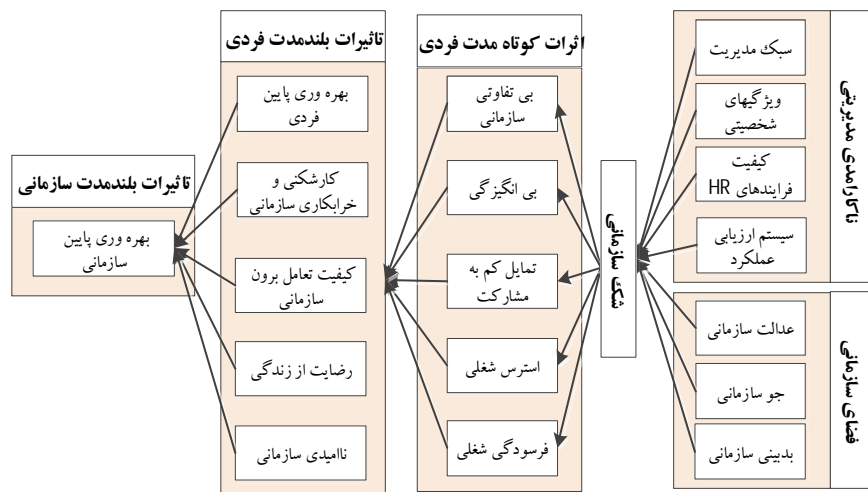 ناکارامدی مدیریتی
سبک مدیریت
ویژگیهای
شخصیتی
کیفیت
فرایندهای HR
سیستم ارزیابی
عملکرد
فضای سازمانی
عدالت سازمانی
جو سازمانی
بدبینی سازمانی
شک سازمانی
اثرات کوتاه مدت فردی
بی تفاوتی
سازمانی
بی انگیزگی
تمایل کم به
مشارکت
استرس شغلی
فرسودگی شغلی
تاثیرات بلندمدت فردی
بهره وری پایین
فردی
کارشکنی و
خرابکاری سازمانی
کیفیت تعامل برون
سازمانی
رضایت از زندگی
ناامیدی سازمانی
تاثیرات بلندمدت سازمانی
بهره وری پایین
سازمانی